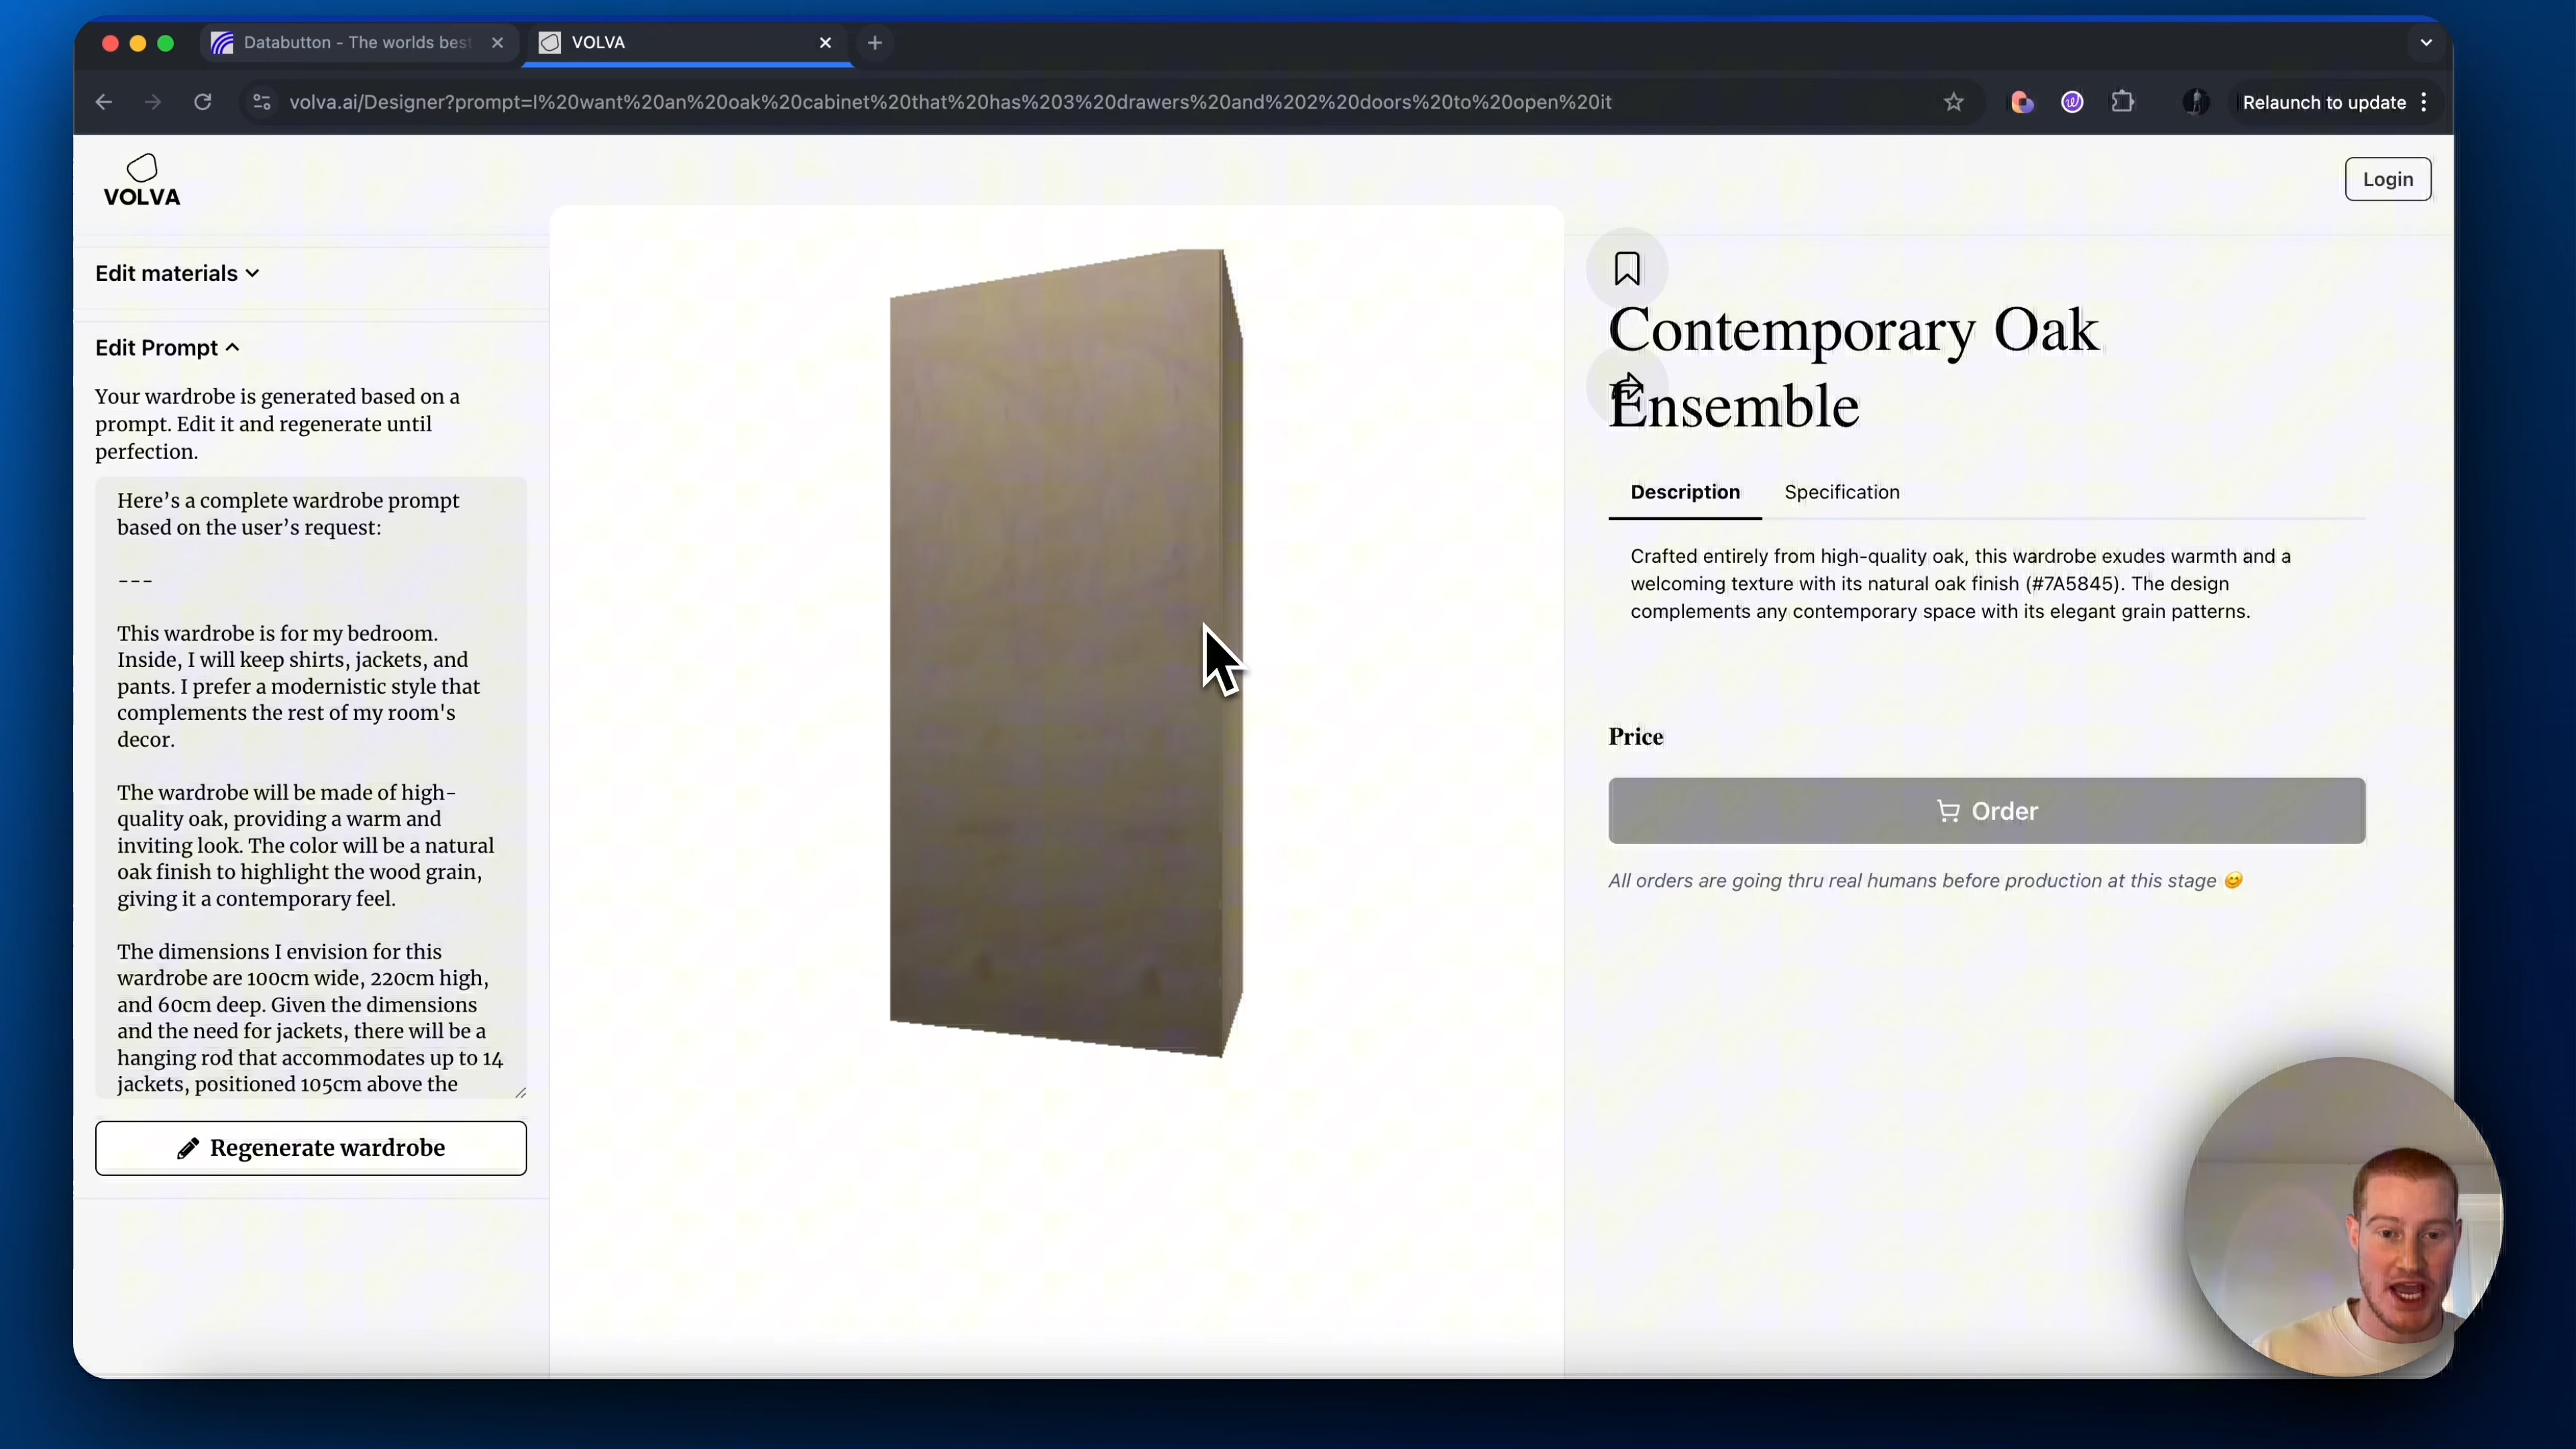 Databutton - The worlds best
VOLVA
volva.ai/Designer?prompt=I%20want%20an%20oak%20cabinet%20that%20has%203%20drawers%20and%202%20doors%20to%20open%20it
Relaunch to update
VOLVA
Login
Edit materials
Edit Prompt
Your wardrobe is generated based on a
prompt. Edit it and regenerate until
perfection.
Here’s a complete wardrobe prompt
based on the user’s request:
---
This wardrobe is for my bedroom.
Inside, I will keep shirts, jackets, and
pants. I prefer a modernistic style that
complements the rest of my room's
decor.
The wardrobe will be made of high-
quality oak, providing a warm and
inviting look. The color will be a natural
oak finish to highlight the wood grain,
giving it a contemporary feel.
The dimensions I envision for this
wardrobe are 100cm wide, 220cm high,
and 60cm deep. Given the dimensions
and the need for jackets, there will be a
hanging rod that accommodates up to 14
jackets, positioned 105cm above the
Regenerate wardrobe
Contemporary Oak
Ensemble
Description
Specification
Crafted entirely from high-quality oak, this wardrobe exudes warmth and a
welcoming texture with its natural oak finish (#7A5845). The design
complements any contemporary space with its elegant grain patterns.
Price
Order
All orders are going thru real humans before production at this stage 😊